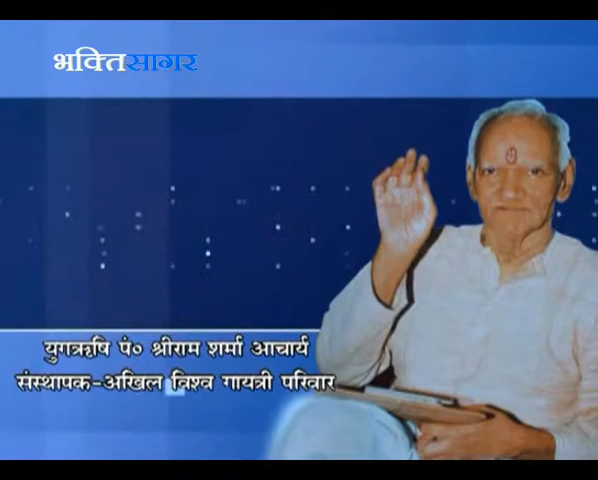 भक्तिसागर
युगऋषि पं० श्रीराम शर्मा आचार्य
संस्थापक-अखिल विश्व गायत्री परिवार